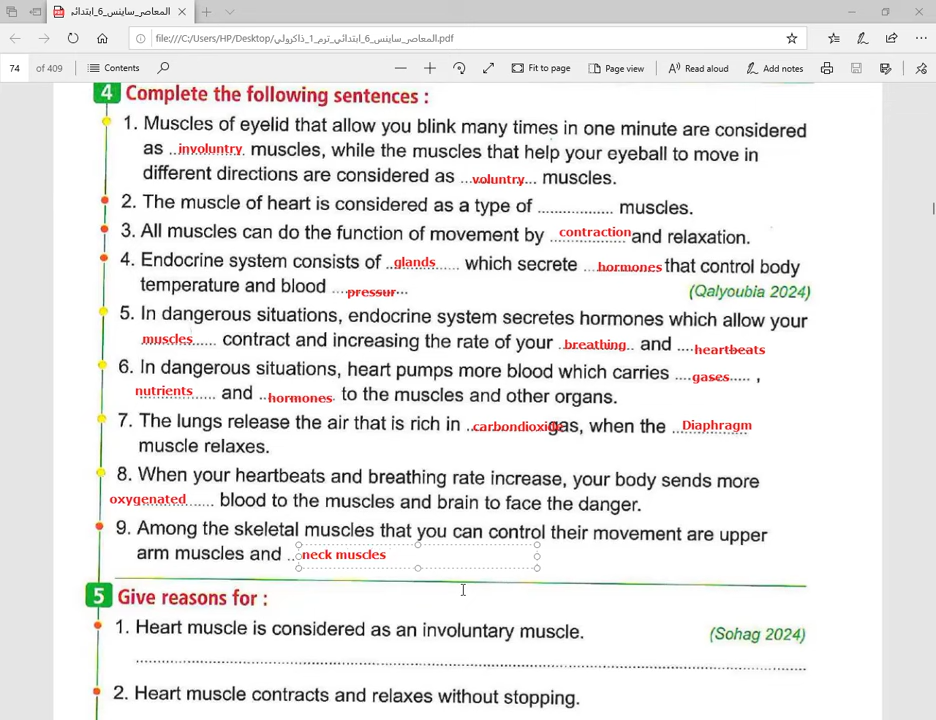 المعاصر_ساينس_6_ابتدائي
file:///C:/Users/HP/Desktop/المعاصر_ساينس_6_ابتدائي_ترم_1_ذاكرولي.pdf
74 of 409 Contents Fit to page Page view Read aloud Add notes
4 Complete the following sentences :
1. Muscles of eyelid that allow you blink many times in one minute are considered
as ..involuntry. muscles, while the muscles that help your eyeball to move in
different directions are considered as ...voluntry... muscles.
2. The muscle of heart is considered as a type of .................. muscles.
3. All muscles can do the function of movement by contraction and relaxation.
4. Endocrine system consists of ..glands...... which secrete ...hormones that control body
temperature and blood ....pressur... (Qalyoubia 2024)
5. In dangerous situations, endocrine system secretes hormones which allow your
muscles...... contract and increasing the rate of your .breathing.. and ....heartbeats
6. In dangerous situations, heart pumps more blood which carries ....gases..... ,
nutrients ...... and ..hormones. to the muscles and other organs.
7. The lungs release the air that is rich in ..carbondioxide gas, when the ..Diaphragm
muscle relaxes.
8. When your heartbeats and breathing rate increase, your body sends more
oxygenated...... blood to the muscles and brain to face the danger.
9. Among the skeletal muscles that you can control their movement are upper
arm muscles and ..neck muscles
5 Give reasons for :
1. Heart muscle is considered as an involuntary muscle. (Sohag 2024)
2. Heart muscle contracts and relaxes without stopping.